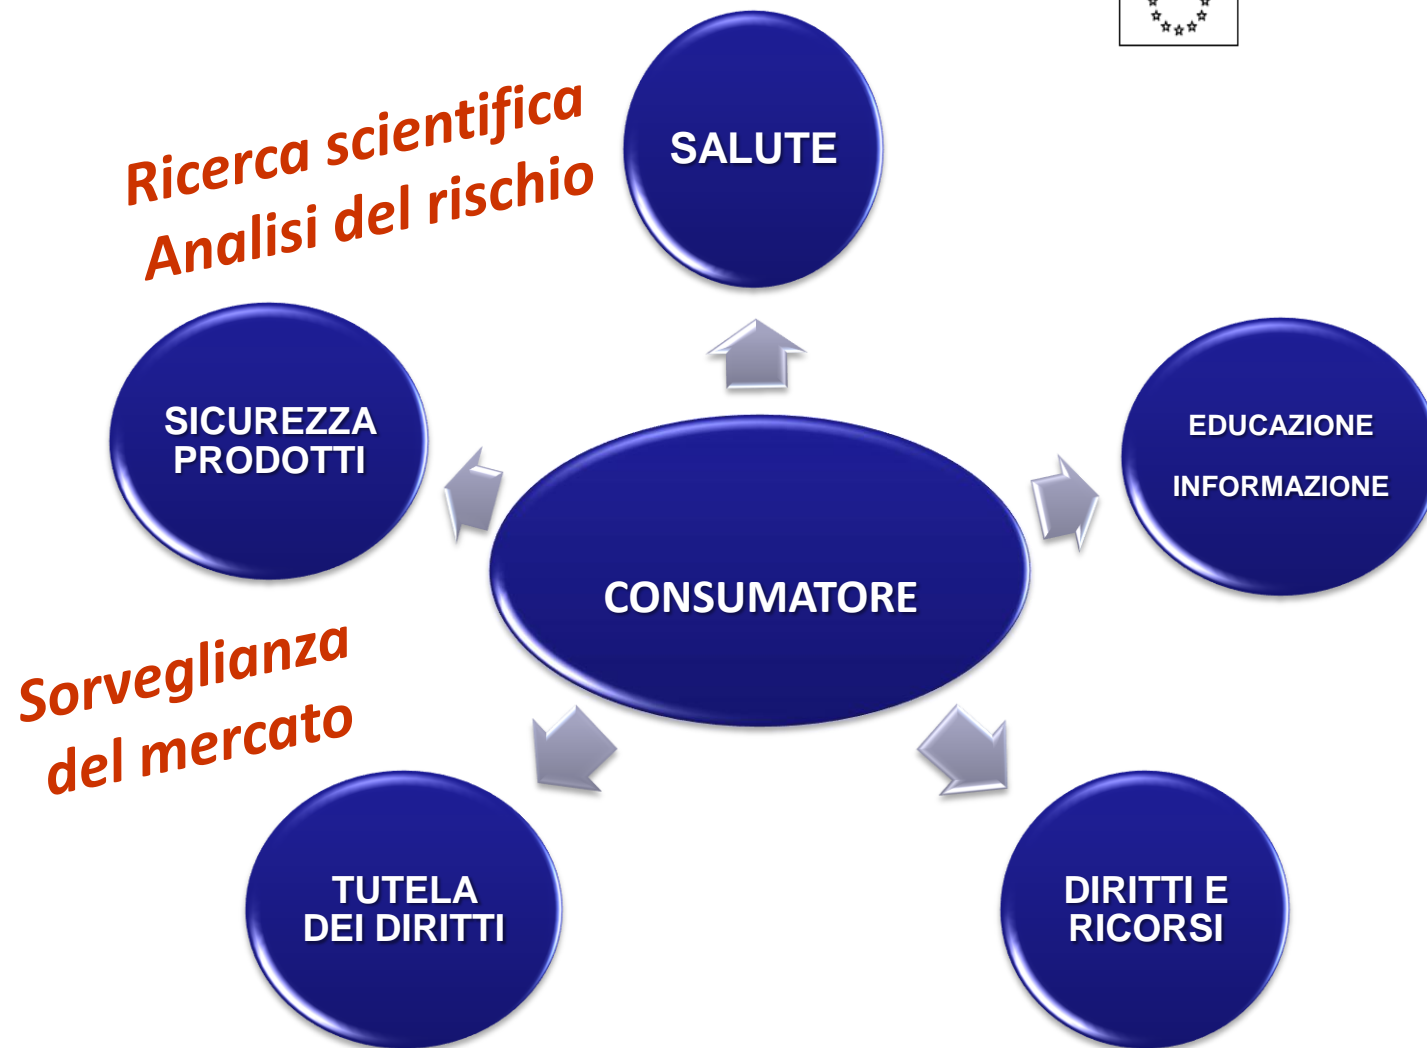 SALUTE
Ricerca scientifica
Analisi del rischio
SICUREZZA
PRODOTTI
EDUCAZIONE
INFORMAZIONE
CONSUMATORE
Sorveglianza
del mercato
TUTELA
DEI DIRITTI
DIRITTI E
RICORSI